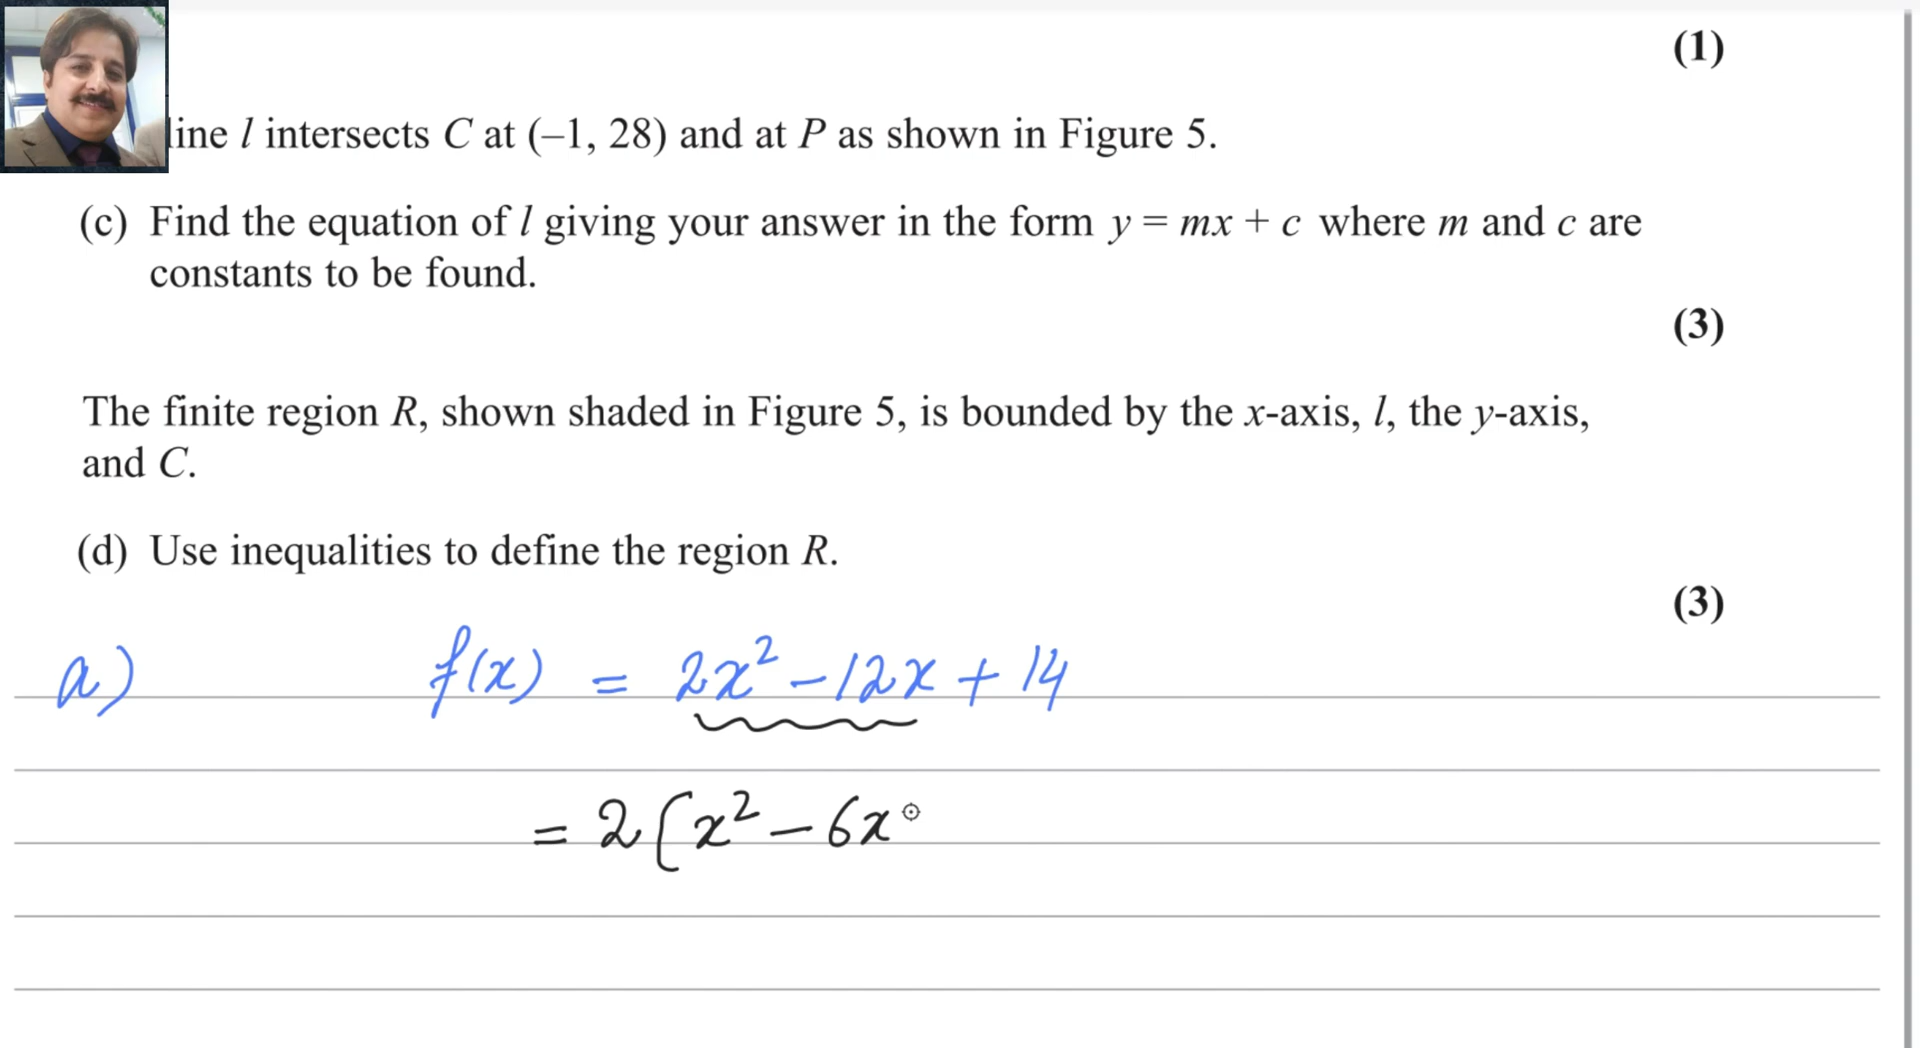 (1)
line l intersects C at (–1, 28) and at P as shown in Figure 5.
(c) Find the equation of l giving your answer in the form y = mx + c where m and c are
constants to be found.
(3)
The finite region R, shown shaded in Figure 5, is bounded by the x-axis, l, the y-axis,
and C.
(d) Use inequalities to define the region R.
(3)
a) f(x) = 2x² - 12x + 14
= 2(x² - 6x